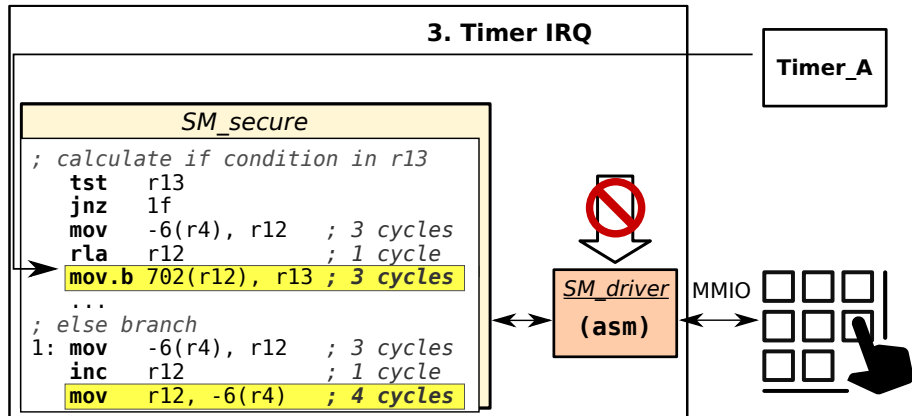 3. Timer IRQ
Timer_A
SM_secure
; calculate if condition in r13
tst r13
jnz 1f
mov -6(r4), r12 ; 3 cycles
rla r12 ; 1 cycle
mov.b 702(r12), r13 ; 3 cycles
...
; else branch
1: mov -6(r4), r12 ; 3 cycles
inc r12 ; 1 cycle
mov r12, -6(r4) ; 4 cycles
SM_driver
(asm)
MMIO